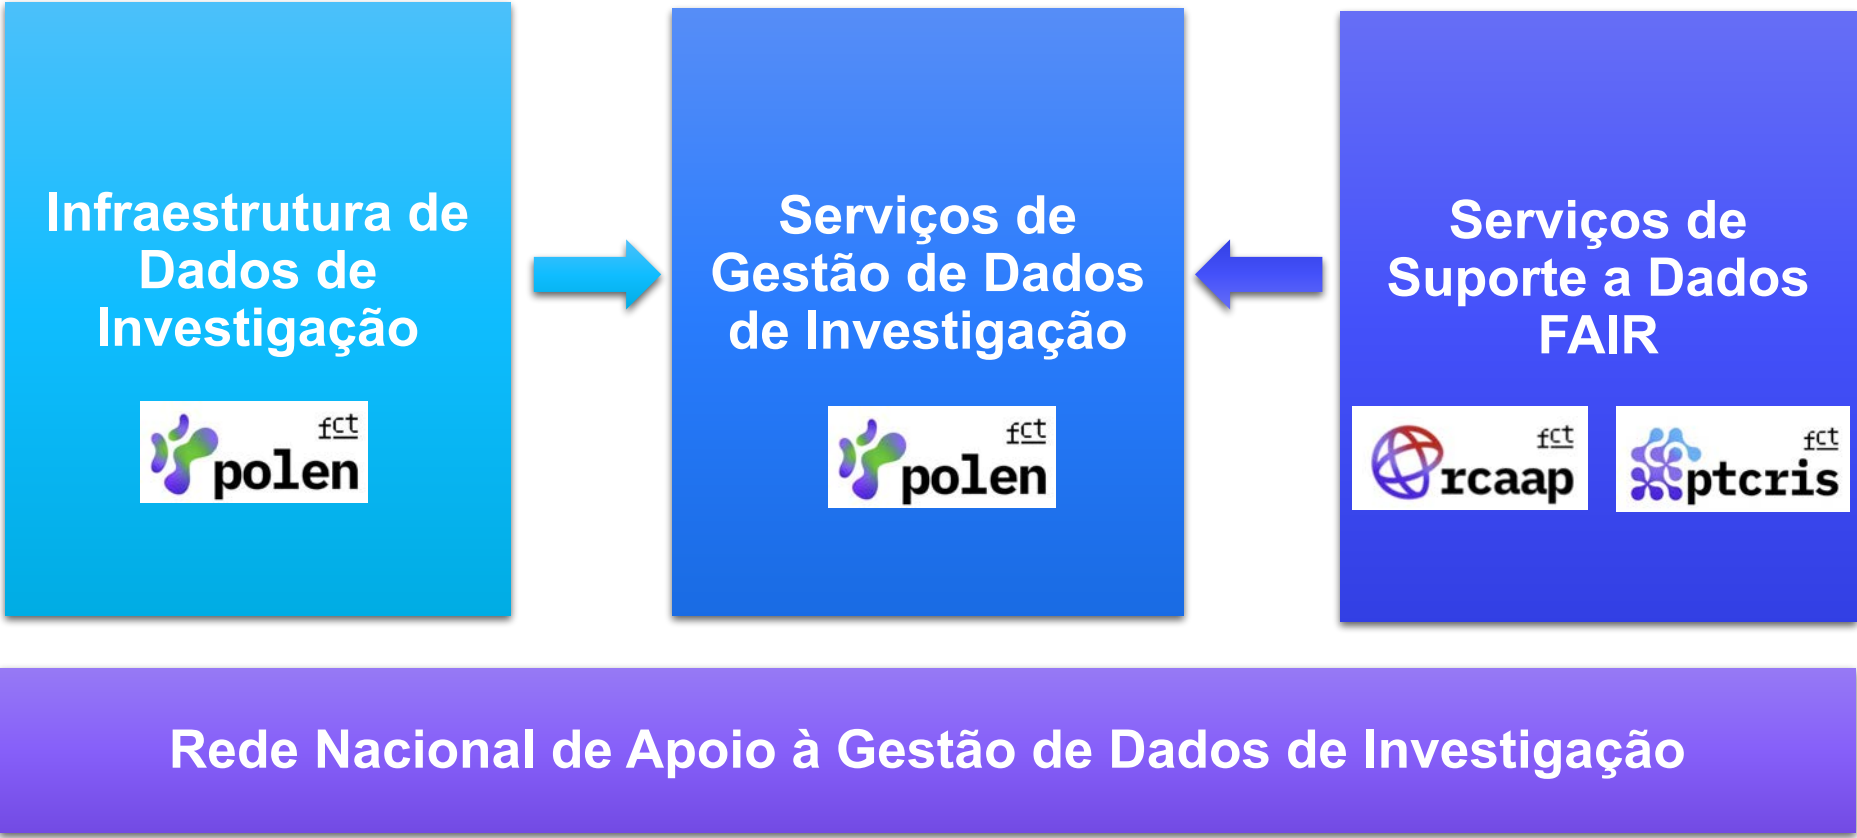 Infraestrutura de
Dados de
Investigação
fct
polen
Serviços de
Gestão de Dados
de Investigação
fct
polen
Serviços de
Suporte a Dados
FAIR
fct
rcaap
fct
ptcris
Rede Nacional de Apoio à Gestão de Dados de Investigação